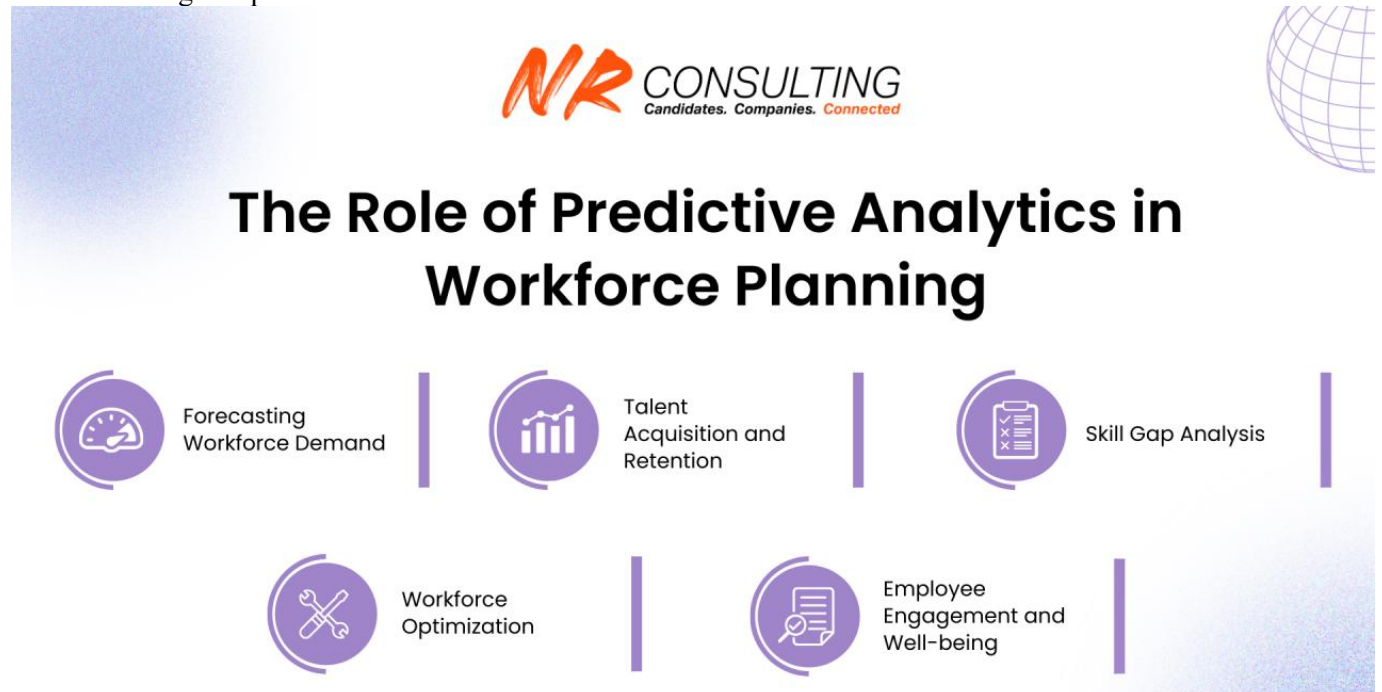 NR CONSULTING
Candidates. Companies. Connected
The Role of Predictive Analytics in
Workforce Planning
Forecasting
Workforce Demand
Talent
Acquisition and
Retention
Skill Gap Analysis
Workforce
Optimization
Employee
Engagement and
Well-being